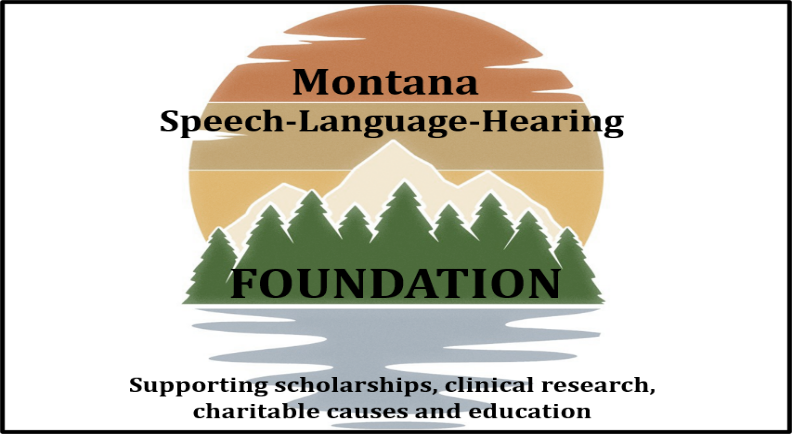 Montana
Speech-Language-Hearing
FOUNDATION
Supporting scholarships, clinical research,
charitable causes and education